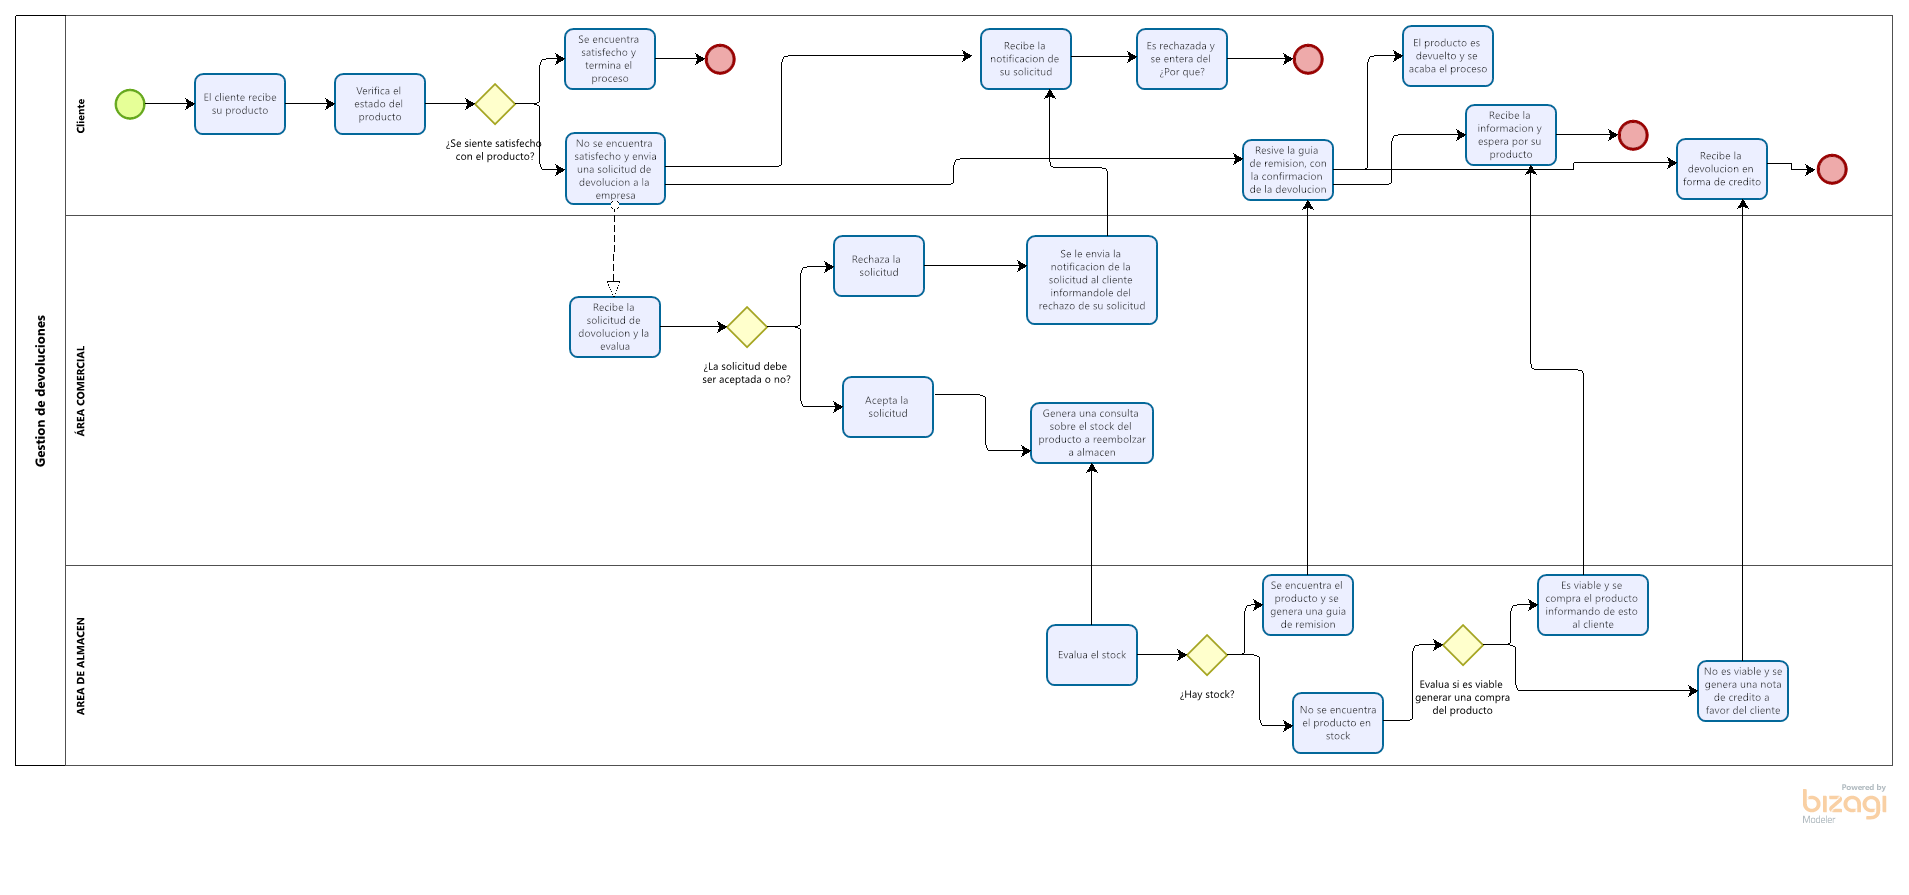 Gestion de devoluciones
Cliente
El cliente recibe
su producto
Verifica el
estado del
producto
¿Se siente satisfecho
con el producto?
Se encuentra
satisfecho y
termina el
proceso
No se encuentra
satisfecho y envia
una solicitud de
devolucion a la
empresa
Recibe la
notificacion de
su solicitud
Es rechazada y
se entera del
¿Por que?
Resive la guia
de remision, con
la confirmacion
de la devolucion
El producto es
devuelto y se
acaba el proceso
Recibe la
informacion y
espera por su
producto
Recibe la
devolucion en
forma de credito
ÁREA COMERCIAL
Recibe la
solicitud de
dovolucion y la
evalua
¿La solicitud debe
ser aceptada o no?
Rechaza la
solicitud
Se le envia la
notificacion de la
solicitud al cliente
informandole del
rechazo de su solicitud
Acepta la
solicitud
Genera una consulta
sobre el stock del
producto a reembolzar
a almacen
AREA DE ALMACEN
Evalua el stock
¿Hay stock?
Se encuentra el
producto y se
genera una guia
de remision
No se encuentra
el producto en
stock
Evalua si es viable
generar una compra
del producto
Es viable y se
compra el producto
informando de esto
al cliente
No es viable y se
genera una nota
de credito a
favor del cliente
Powered by
bizagi
Modeler